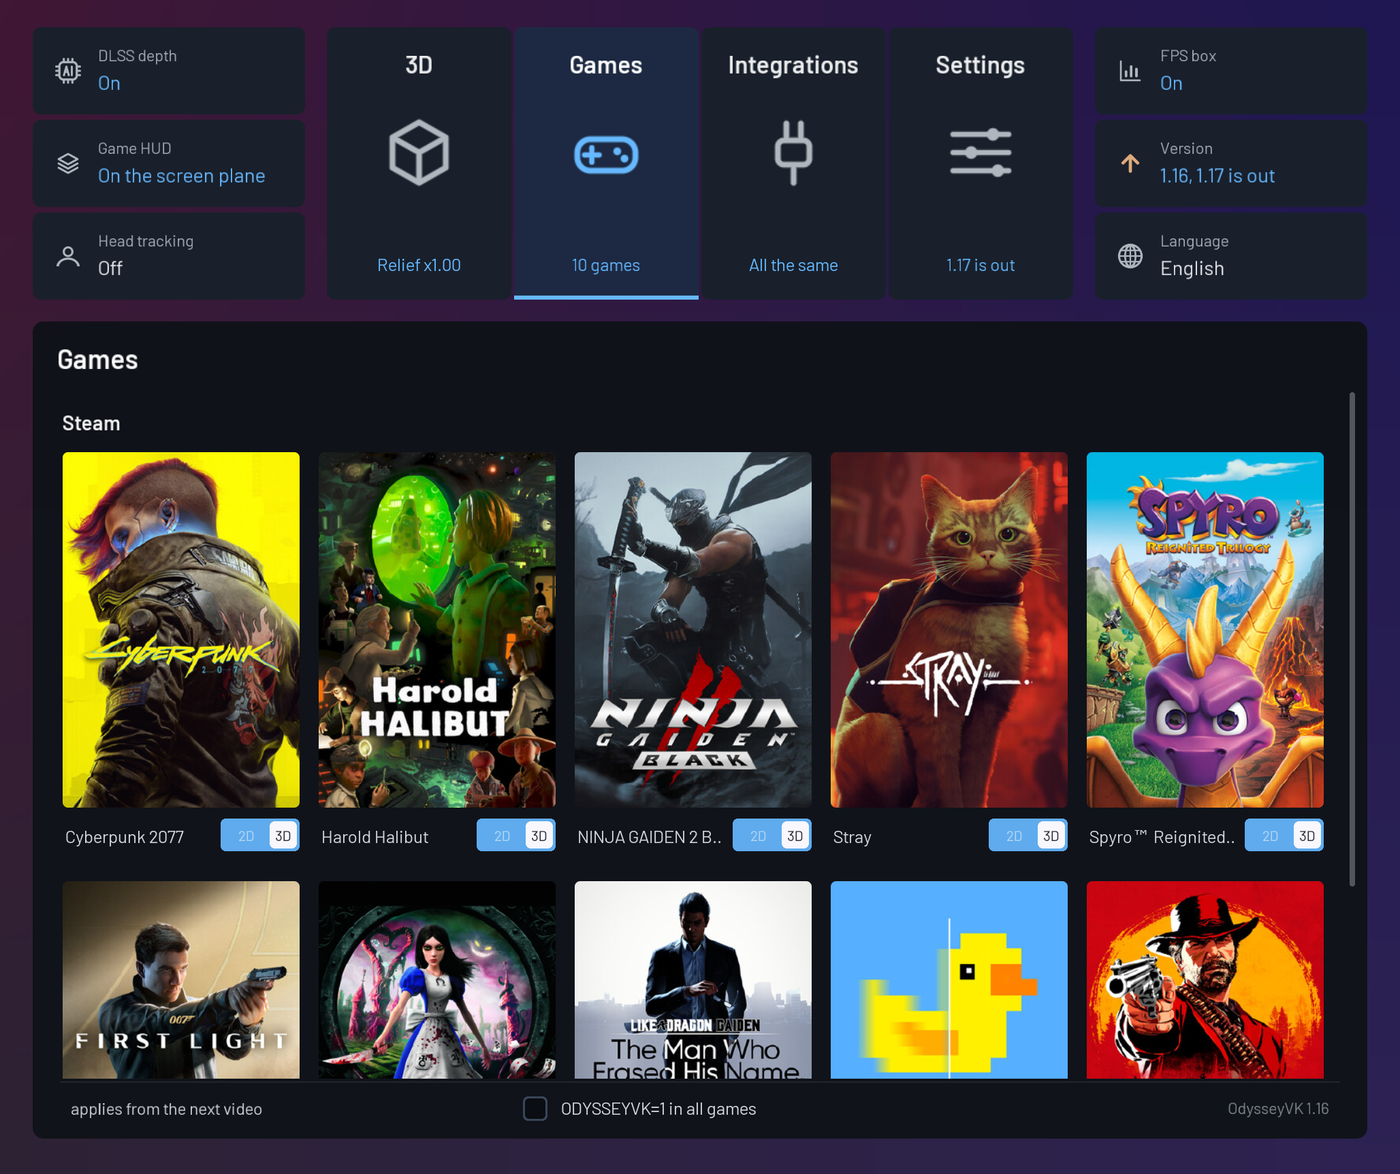 DLSS depth
On
Game HUD
On the screen plane
Head tracking
Off
3D
Relief x1.00
Games
10 games
Integrations
All the same
Settings
1.17 is out
FPS box
On
Version
1.16, 1.17 is out
Language
English
Games
Steam
CYBERPUNK
2077
Harold
HALIBUT
NINJA
GAIDEN
II
BLACK
STRAY
SPYRO
REIGNITED TRILOGY
Cyberpunk 2077
2D 3D
Harold Halibut
2D 3D
NINJA GAIDEN 2 B..
2D 3D
Stray
2D 3D
Spyro™ Reignited..
2D 3D
007
FIRST LIGHT
LIKE A DRAGON GAIDEN
The Man Who
Erased His Name
applies from the next video
ODYSSEYVK=1 in all games
OdysseyVK 1.16
AI